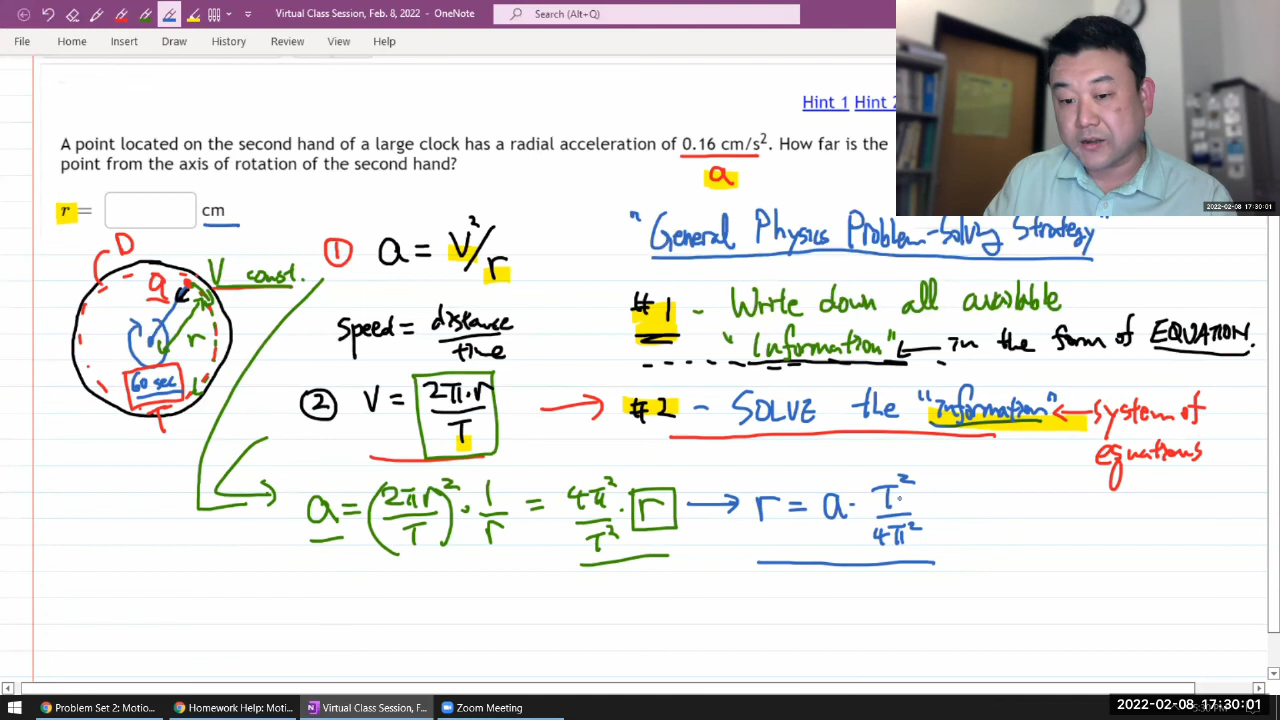 Virtual Class Session, Feb. 8, 2022 - OneNote
Search (Alt+Q)
File Home Insert Draw History Review View Help
Hint 1 Hint 2
A point located on the second hand of a large clock has a radial acceleration of 0.16 cm/s². How far is the
point from the axis of rotation of the second hand?
a
r = cm
2022-02-08 17:30:01
D
a
V const.
r
60 sec
T
① a = V²/r
speed = distance/time
② V = 2π·r/T
"General Physics Problem-Solving Strategy"
#1 - Write down all available
"Information" ← in the form of EQUATION.
#2 - SOLVE the "information" ← system of
equations
a = (2πr/T)² · 1/r = 4π²/T² · r → r = a · T²/4π²
Problem Set 2: Motio...
Homework Help: Moti...
Virtual Class Session, F...
Zoom Meeting
2022-02-08 17:30:01